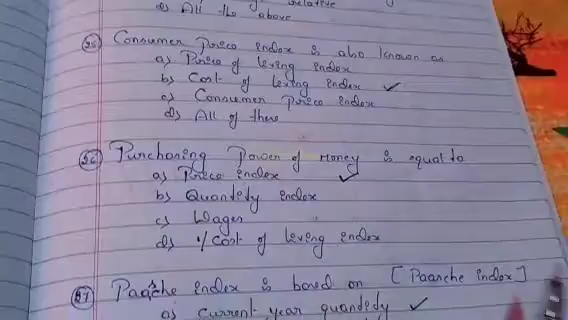 d) All the above
35 Consumer Price index is also known as
a) Price of living index
b) Cost of living index ✓
c) Consumer Price index
d) All of these
36 Purchasing Power of Money is equal to
a) Price index ✓
b) Quantity index
c) Wages
d) 1/Cost of living index
37 Paasche index is based on [Paasche index]
a) Current year quantity ✓